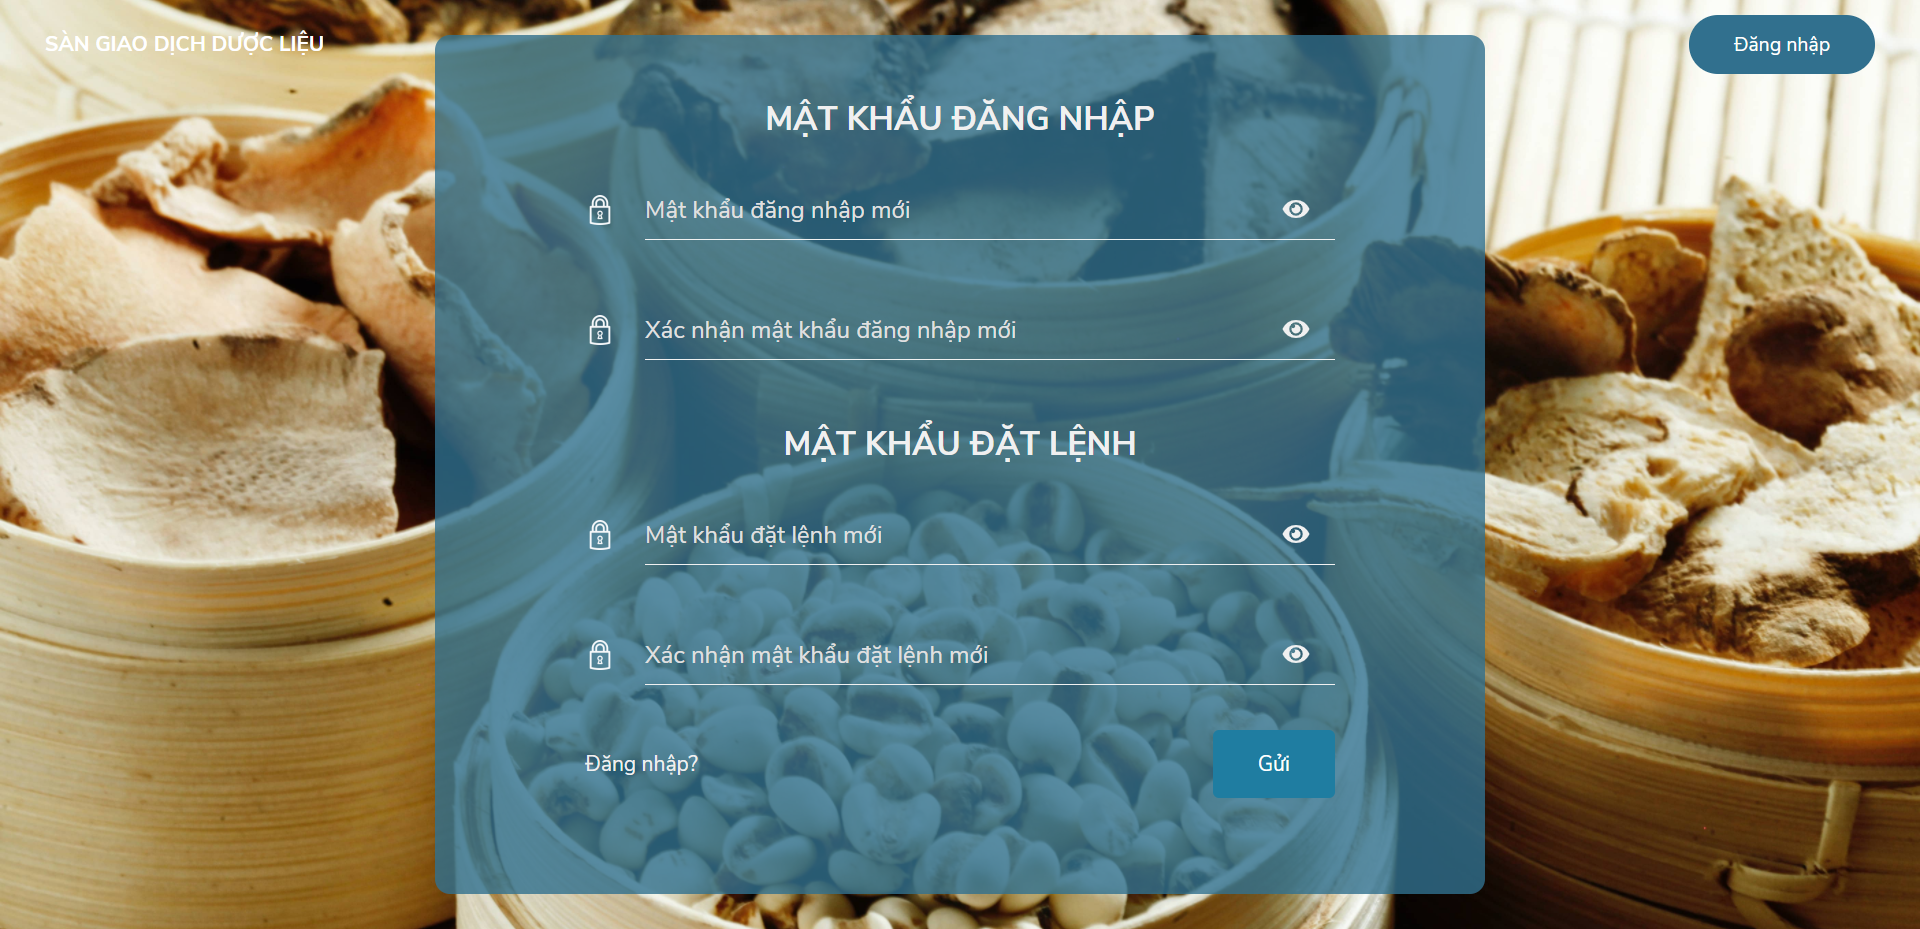 SÀN GIAO DỊCH DƯỢC LIỆU
Đăng nhập
MẬT KHẨU ĐĂNG NHẬP
Mật khẩu đăng nhập mới
Xác nhận mật khẩu đăng nhập mới
MẬT KHẨU ĐẶT LỆNH
Mật khẩu đặt lệnh mới
Xác nhận mật khẩu đặt lệnh mới
Đăng nhập?
Gửi